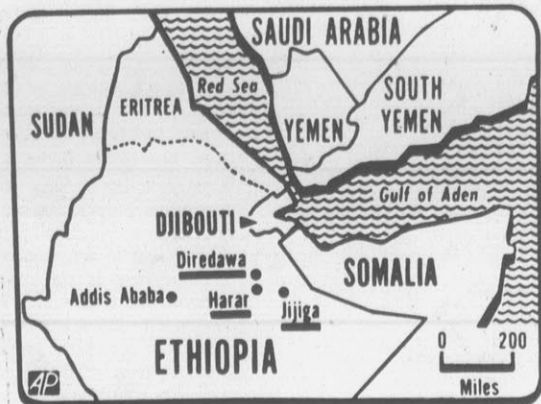 SAUDI ARABIA
Red Sea
SUDAN
ERITREA
YEMEN
SOUTH
YEMEN
Gulf of Aden
DJIBOUTI
Diredawa
SOMALIA
Addis Ababa
Harar
Jijiga
ETHIOPIA
0 200
Miles
AP